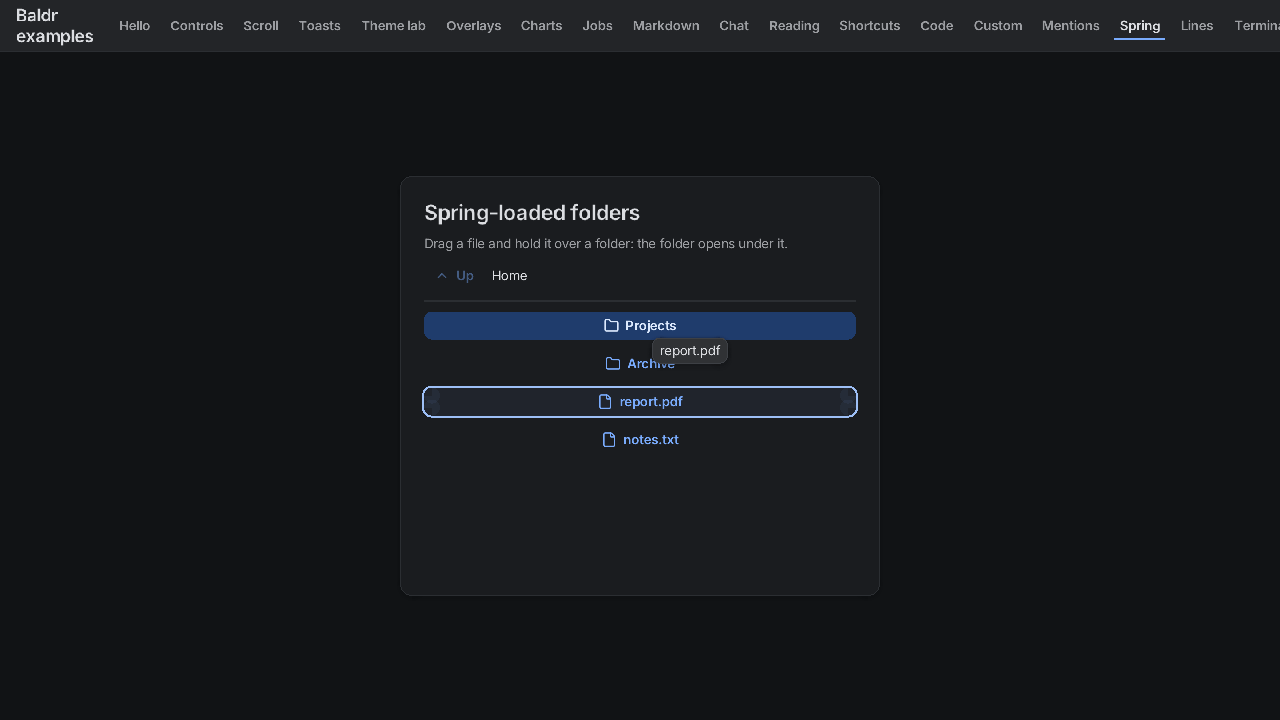 Baldr
examples
Hello Controls Scroll Toasts Theme lab Overlays Charts Jobs Markdown Chat Reading Shortcuts Code Custom Mentions Spring Lines
Spring-loaded folders
Drag a file and hold it over a folder: the folder opens under it.
Up Home
Projects
report.pdf
Archive
report.pdf
notes.txt